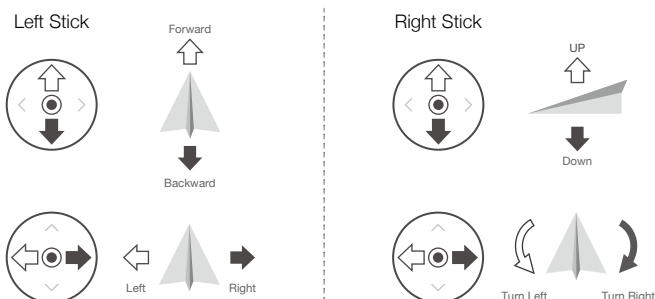 Left Stick
Forward
Backward
Left
Right
Right Stick
UP
Down
Turn Left
Turn Right